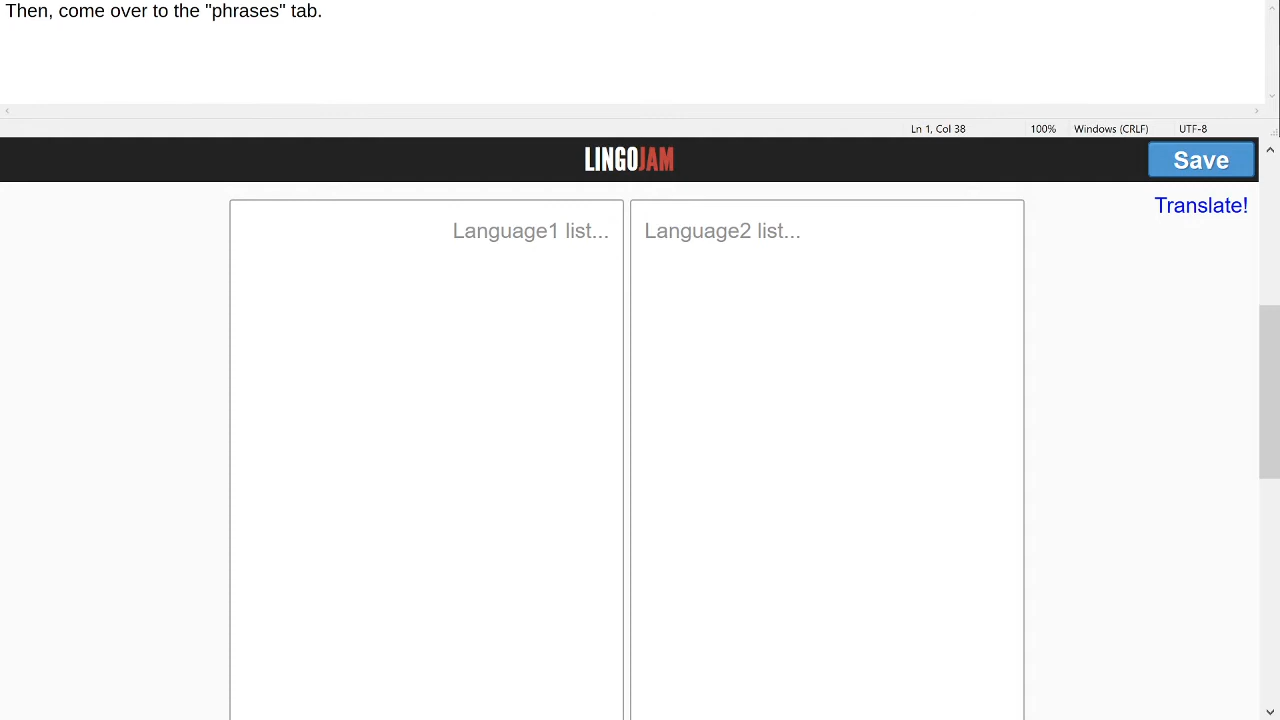 Then, come over to the "phrases" tab.
Ln 1, Col 38 100% Windows (CRLF) UTF-8
LINGOJAM Save
Translate!
Language1 list... Language2 list...